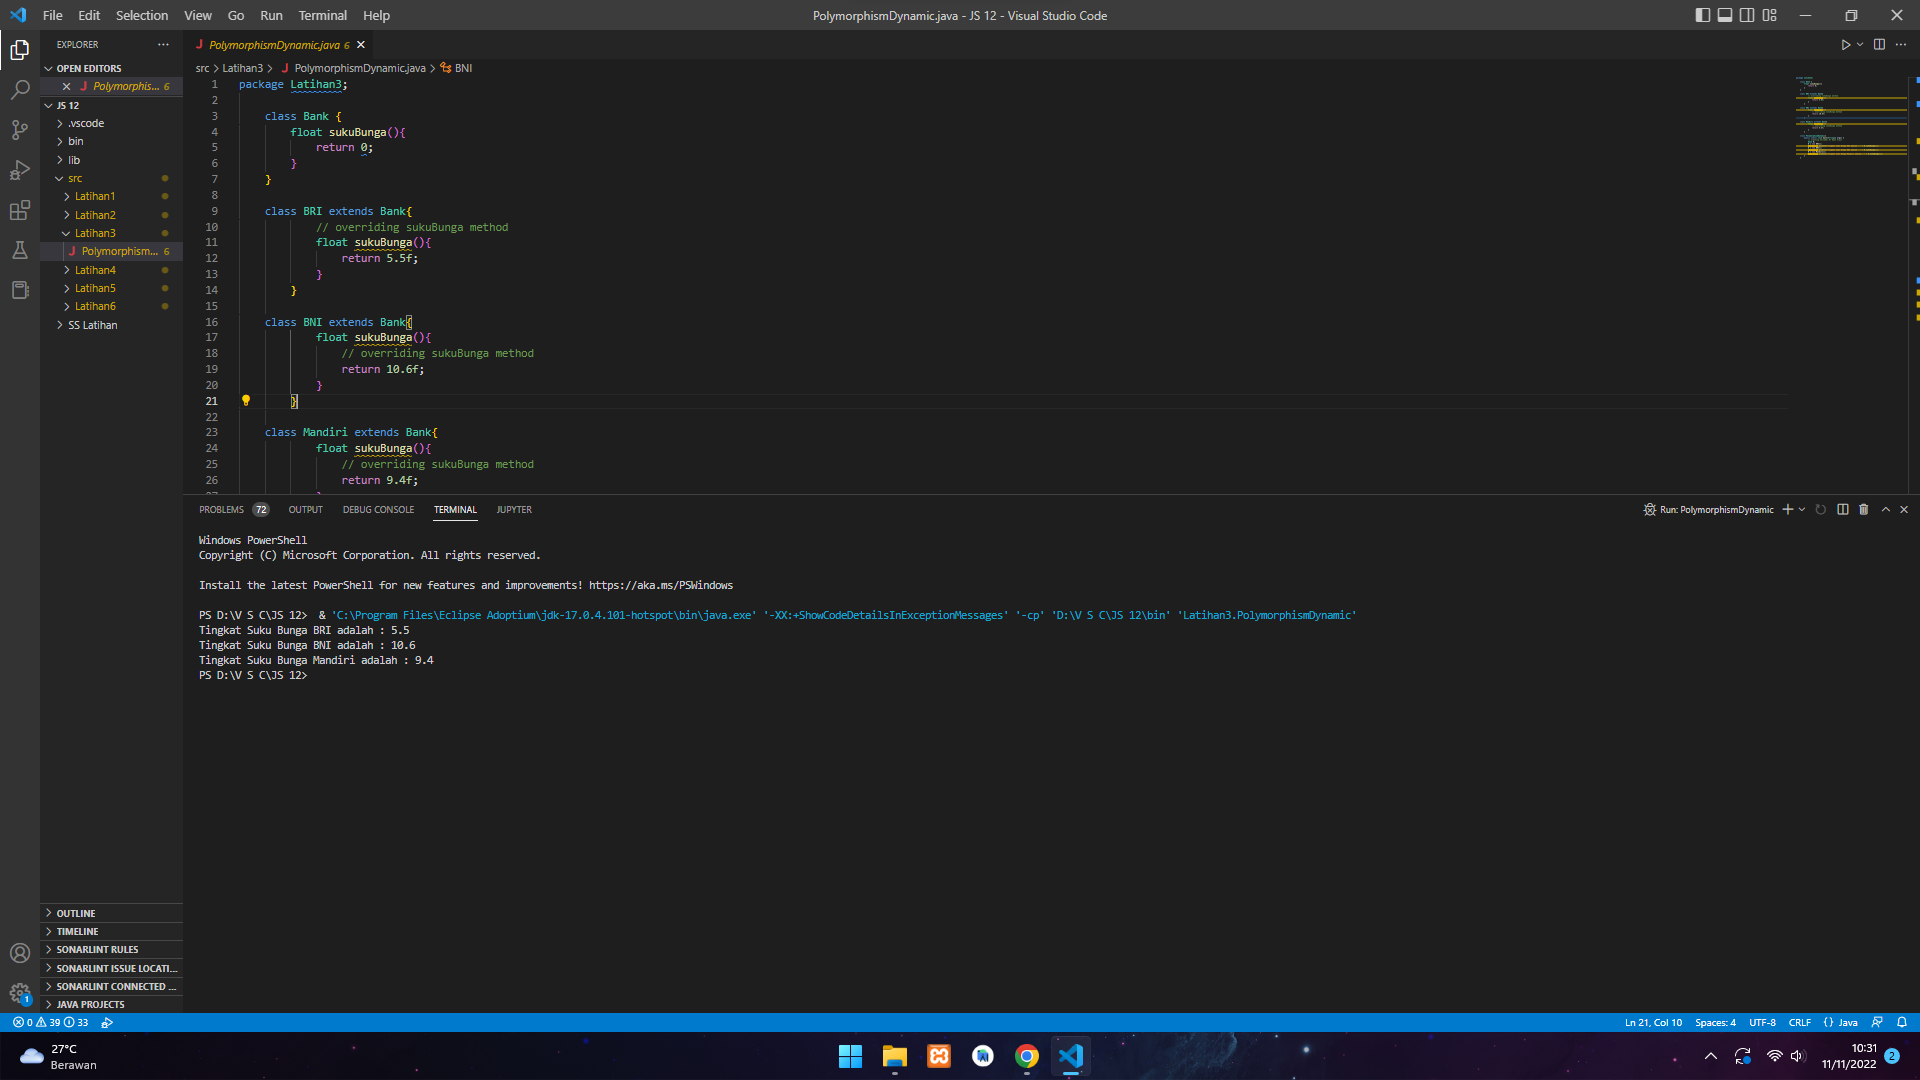 File Edit Selection View Go Run Terminal Help
PolymorphismDynamic.java - JS 12 - Visual Studio Code
EXPLORER
OPEN EDITORS
PolymorphismDynamic.java 6
Polymorphis... 6
JS 12
.vscode
bin
lib
src
Latihan1
Latihan2
Latihan3
Polymorphism... 6
Latihan4
Latihan5
Latihan6
SS Latihan
OUTLINE
TIMELINE
SONARLINT RULES
SONARLINT ISSUE LOCATI...
SONARLINT CONNECTED ...
JAVA PROJECTS
src > Latihan3 > PolymorphismDynamic.java > BNI
1 package Latihan3;
2
3 class Bank {
4 float sukuBunga(){
5 return 0;
6 }
7 }
8
9 class BRI extends Bank{
10 // overriding sukuBunga method
11 float sukuBunga(){
12 return 5.5f;
13 }
14 }
15
16 class BNI extends Bank{
17 float sukuBunga(){
18 // overriding sukuBunga method
19 return 10.6f;
20 }
21 }
22
23 class Mandiri extends Bank{
24 float sukuBunga(){
25 // overriding sukuBunga method
26 return 9.4f;
PROBLEMS 72 OUTPUT DEBUG CONSOLE TERMINAL JUPYTER
Run: PolymorphismDynamic
Windows PowerShell
Copyright (C) Microsoft Corporation. All rights reserved.
Install the latest PowerShell for new features and improvements! https://aka.ms/PSWindows
PS D:\V S C\JS 12> & 'C:\Program Files\Eclipse Adoptium\jdk-17.0.4.101-hotspot\bin\java.exe' '-XX:+ShowCodeDetailsInExceptionMessages' '-cp' 'D:\V S C\JS 12\bin' 'Latihan3.PolymorphismDynamic'
Tingkat Suku Bunga BRI adalah : 5.5
Tingkat Suku Bunga BNI adalah : 10.6
Tingkat Suku Bunga Mandiri adalah : 9.4
PS D:\V S C\JS 12>
1
0 39 33
Ln 21, Col 10 Spaces: 4 UTF-8 CRLF {} Java
27°C
Berawan
10:31
11/11/2022
2